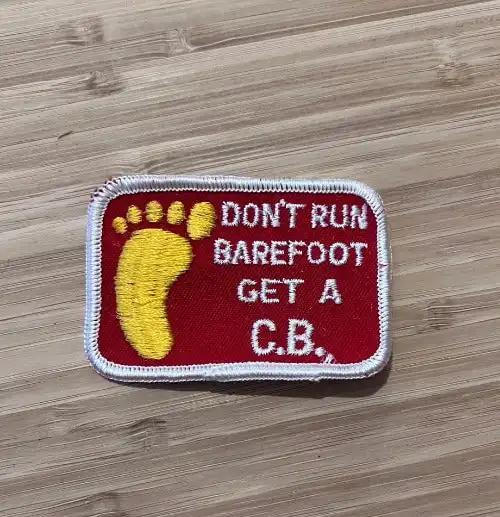 DON'T RUN
BAREFOOT
GET A
C.B.